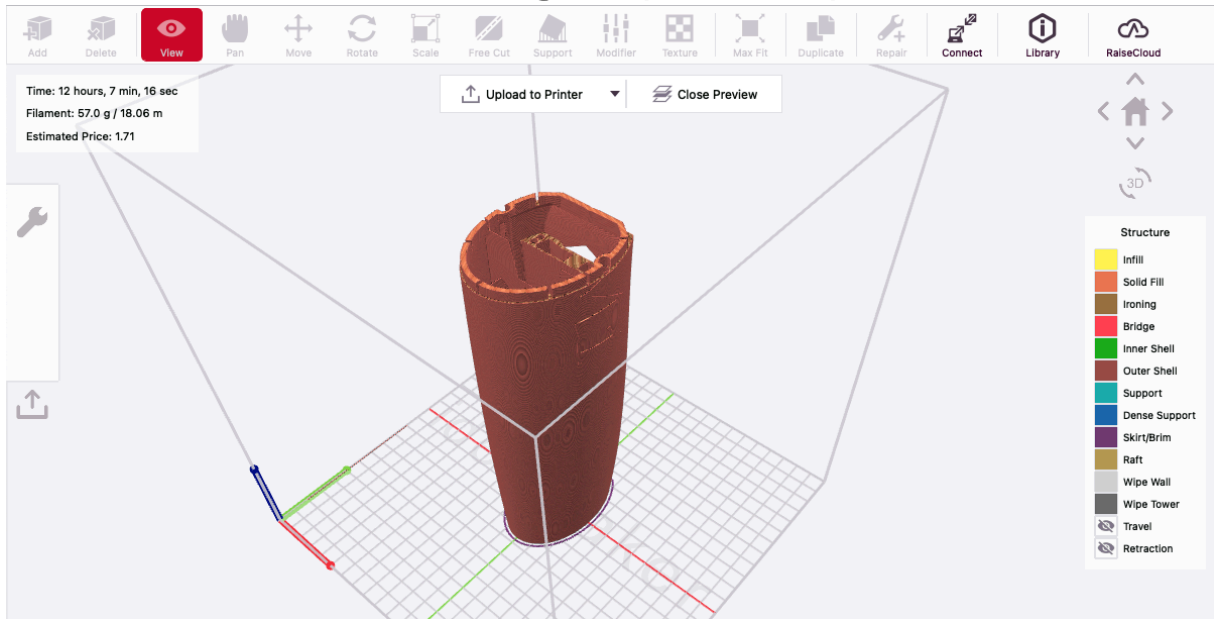 Add
Delete
View
Pan
Move
Rotate
Scale
Free Cut
Support
Modifier
Texture
Max Fit
Duplicate
Repair
Connect
Library
RaiseCloud
Time: 12 hours, 7 min, 16 sec
Filament: 57.0 g / 18.06 m
Estimated Price: 1.71
Upload to Printer
Close Preview
3D
Structure
Infill
Solid Fill
Ironing
Bridge
Inner Shell
Outer Shell
Support
Dense Support
Skirt/Brim
Raft
Wipe Wall
Wipe Tower
Travel
Retraction